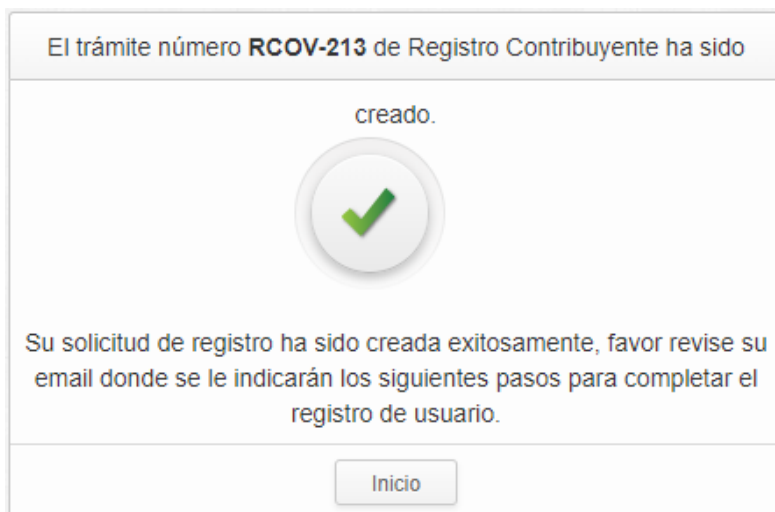 El trámite número RCOV-213 de Registro Contribuyente ha sido
creado.
Su solicitud de registro ha sido creada exitosamente, favor revise su
email donde se le indicarán los siguientes pasos para completar el
registro de usuario.
Inicio